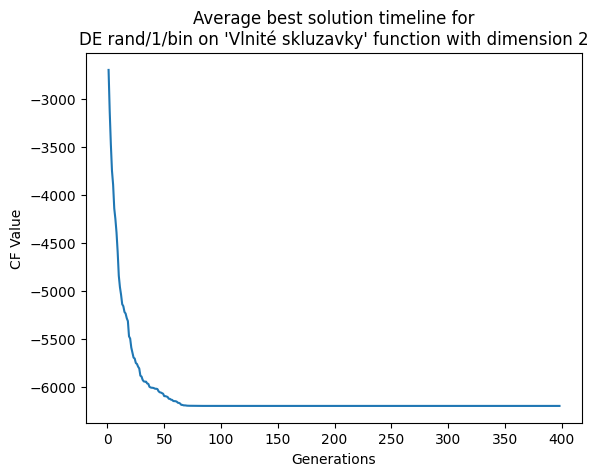 Average best solution timeline for
DE rand/1/bin on 'Vlnité skluzavky' function with dimension 2
CF Value
−3000
−3500
−4000
−4500
−5000
−5500
−6000
0 50 100 150 200 250 300 350 400
Generations